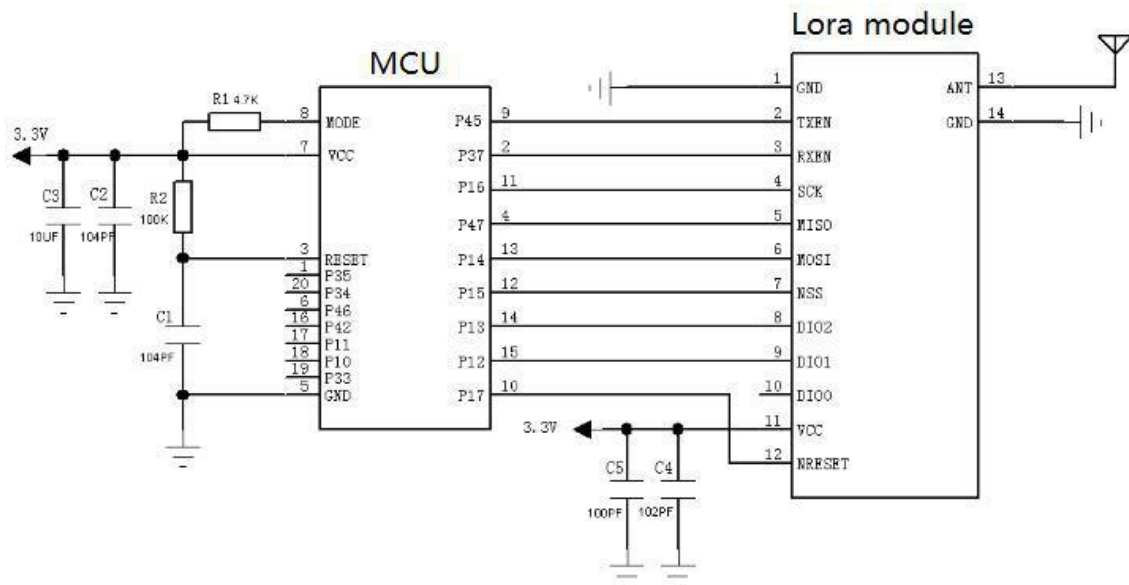 Lora module
MCU
R1 4.7K
3.3V
8 MODE
7 VCC
C3
10UF
C2
104PF
R2
100K
3 RESET
1 P35
20 P34
6 P46
16 P42
17 P11
18 P10
19 P33
5 GND
C1
104PF
P45 9
P37 2
P16 11
P47 4
P14 13
P15 12
P13 14
P12 15
P17 10
1 GND
2 TXEN
3 RXEN
4 SCK
5 MISO
6 MOSI
7 NSS
8 DIO2
9 DIO1
10 DIO0
11 VCC
12 NRESET
ANT 13
GND 14
3.3V
C5
100PF
C4
102PF